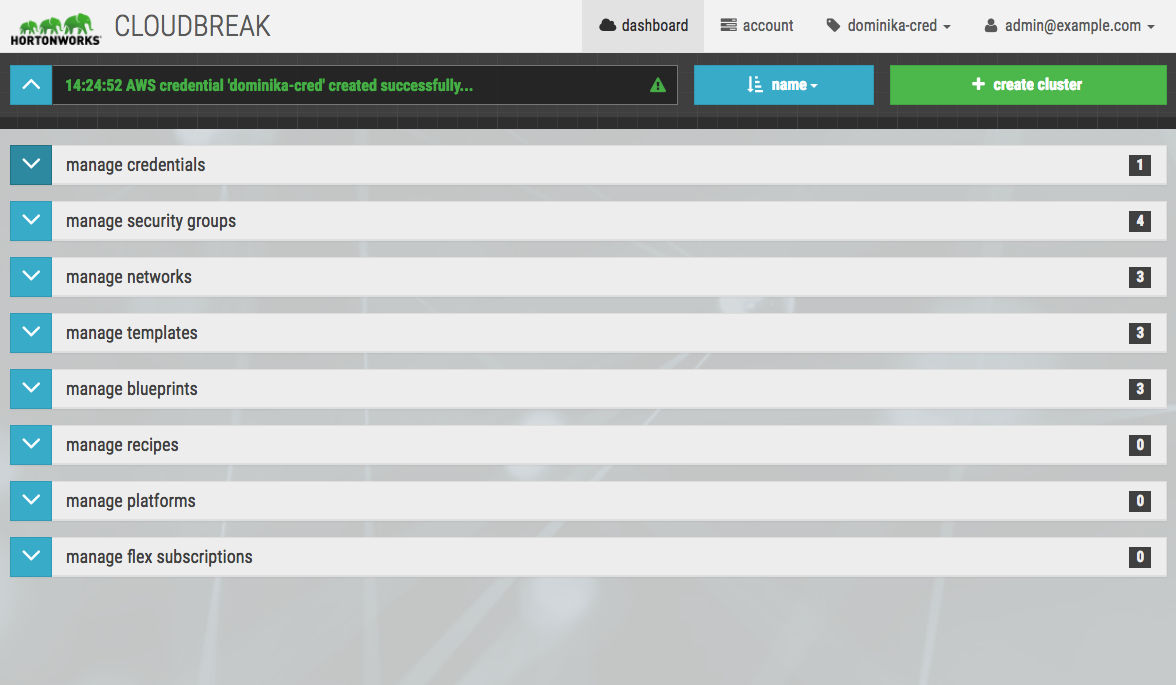 HORTONWORKS CLOUDBREAK dashboard account dominika-cred admin@example.com
14:24:52 AWS credential 'dominika-cred' created successfully... name create cluster
manage credentials 1
manage security groups 4
manage networks 3
manage templates 3
manage blueprints 3
manage recipes 0
manage platforms 0
manage flex subscriptions 0